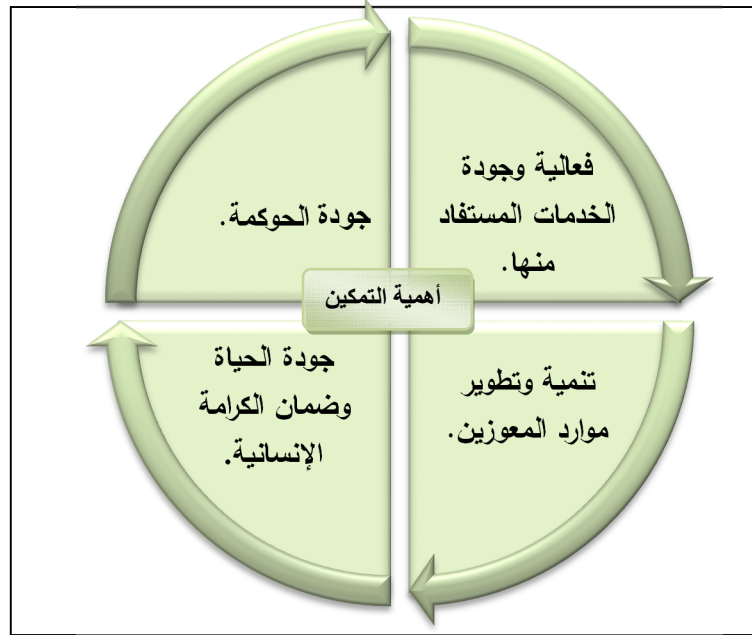 فعالية وجودة
الخدمات المستفاد
منها.
جودة الحوكمة.
أهمية التمكين
تنمية وتطوير
موارد المعوزين.
جودة الحياة
وضمان الكرامة
الإنسانية.